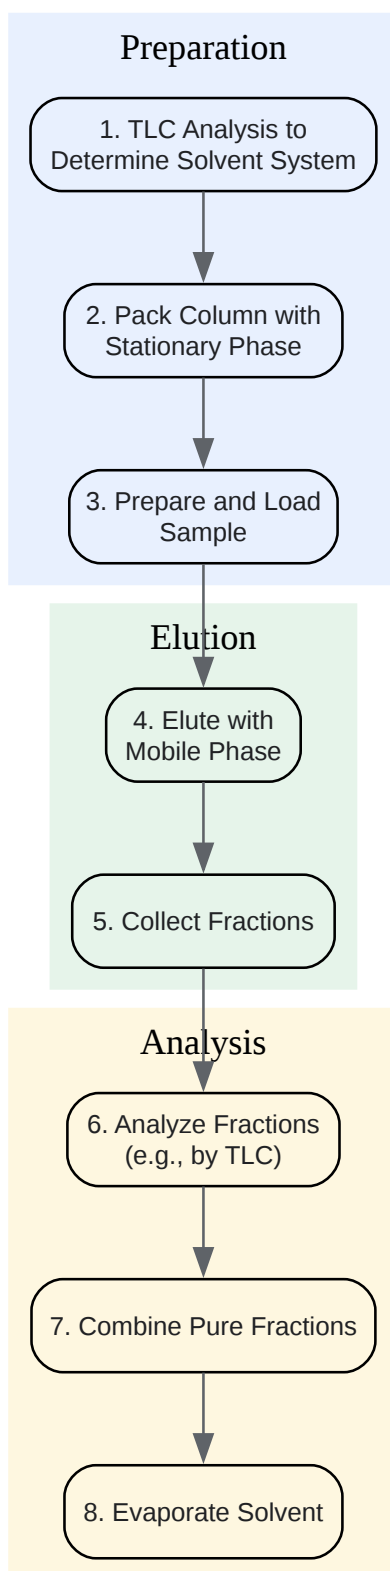 Preparation
1. TLC Analysis to
Determine Solvent System
2. Pack Column with
Stationary Phase
3. Prepare and Load
Sample
Elution
4. Elute with
Mobile Phase
5. Collect Fractions
Analysis
6. Analyze Fractions
(e.g., by TLC)
7. Combine Pure Fractions
8. Evaporate Solvent